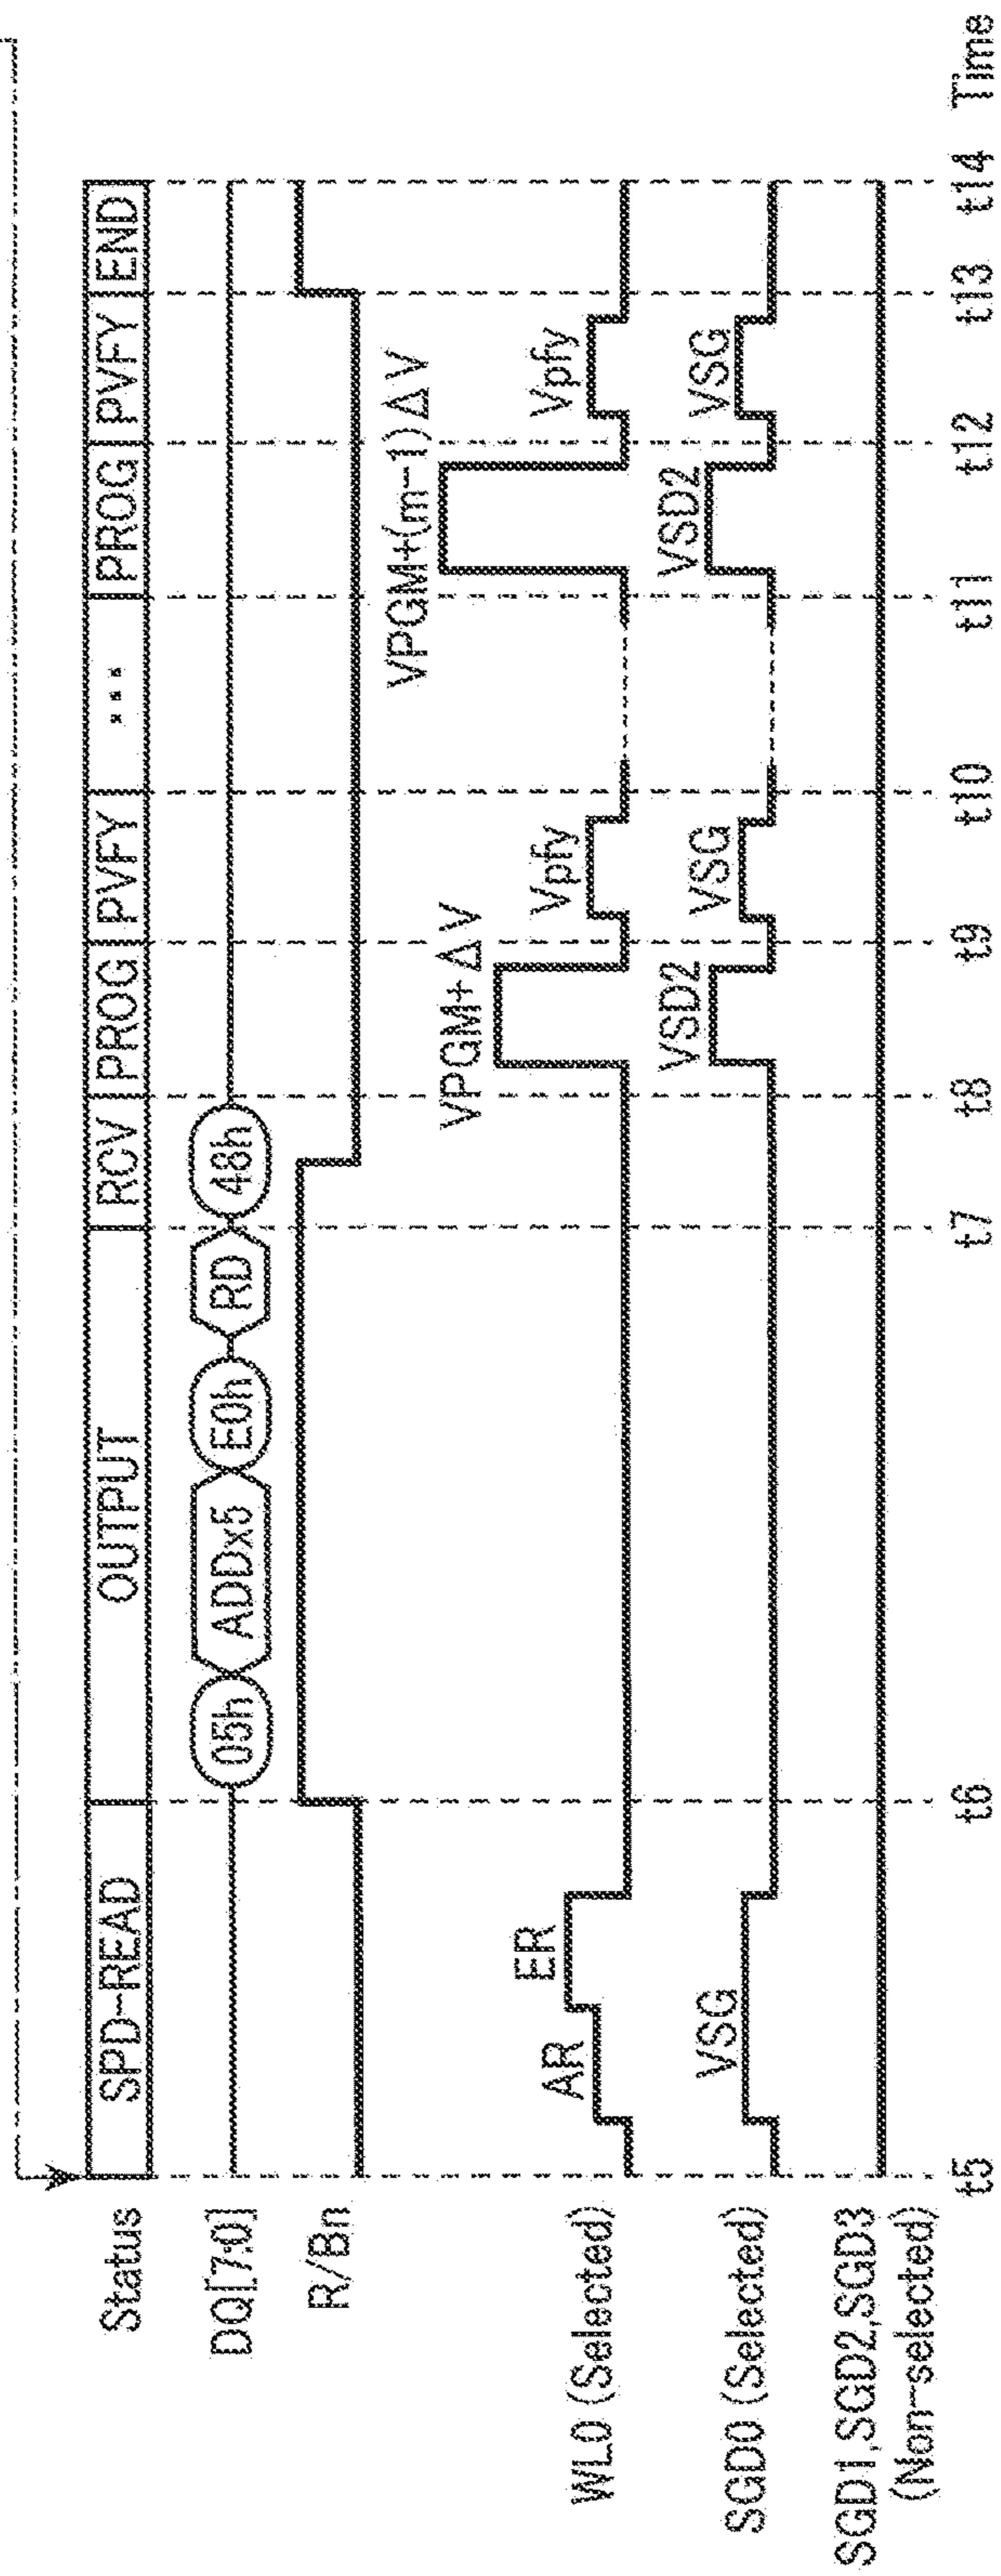 Status SPD-READ OUTPUT RCV PROG PVFY ... PROG PVFY END
DQ[7:0] 05h ADDx5 E0h RD 48h
R/Bn
VPGM+ΔV VPGM+(m-1)ΔV
WL0 (Selected) AR ER Vpfy Vpfy
SGD0 (Selected) VSG VSD2 VSG VSD2 VSG
SGD1,SGD2,SGD3
(Non-selected)
t5 t6 t7 t8 t9 t10 t11 t12 t13 t14 Time